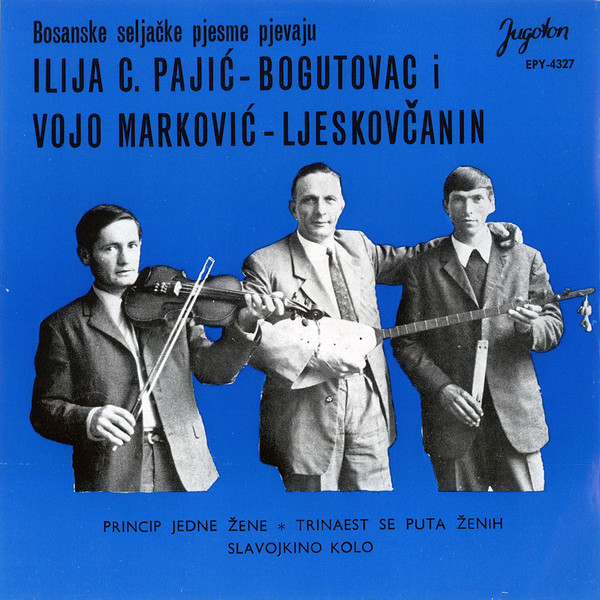 Bosanske seljačke pjesme pjevaju
Jugoton
EPY-4327
ILIJA C. PAJIĆ-BOGUTOVAC i
VOJO MARKOVIĆ-LJESKOVČANIN
PRINCIP JEDNE ŽENE * TRINAEST SE PUTA ŽENIH
SLAVOJKINO KOLO